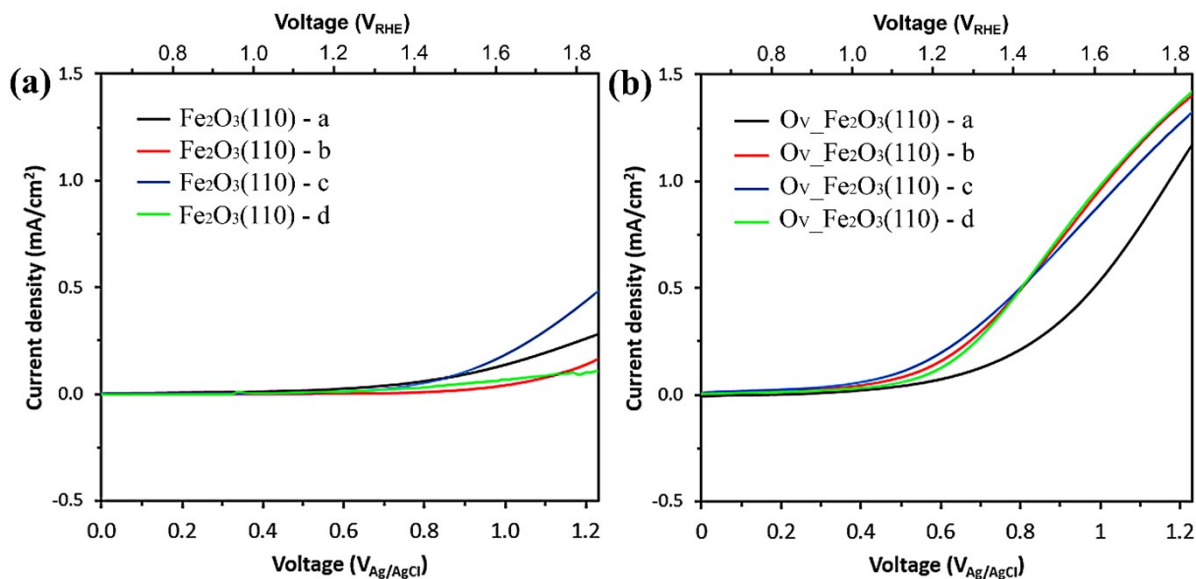 Voltage (V_RHE)
0.8 1.0 1.2 1.4 1.6 1.8
(a)
1.5
1.0
0.5
0.0
-0.5
Current density (mA/cm²)
Fe₂O₃(110) - a
Fe₂O₃(110) - b
Fe₂O₃(110) - c
Fe₂O₃(110) - d
0.0 0.2 0.4 0.6 0.8 1.0 1.2
Voltage (V_Ag/AgCl)
Voltage (V_RHE)
0.8 1.0 1.2 1.4 1.6 1.8
(b)
1.5
1.0
0.5
0.0
-0.5
Current density (mA/cm²)
Oᵥ_Fe₂O₃(110) - a
Oᵥ_Fe₂O₃(110) - b
Oᵥ_Fe₂O₃(110) - c
Oᵥ_Fe₂O₃(110) - d
0 0.2 0.4 0.6 0.8 1 1.2
Voltage (V_Ag/AgCl)